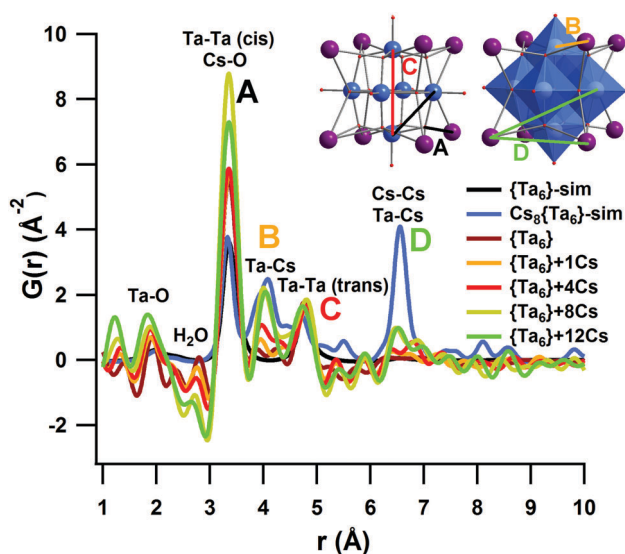 10
8
6
4
2
0
-2
G(r) (Å⁻²)
Ta-Ta (cis)
Cs-O
A
B
Ta-Cs
Ta-Ta (trans)
C
Ta-O
H₂O
Cs-Cs
Ta-Cs
D
C
A
B
D
{Ta₆}-sim
Cs₈{Ta₆}-sim
{Ta₆}
{Ta₆}+1Cs
{Ta₆}+4Cs
{Ta₆}+8Cs
{Ta₆}+12Cs
1 2 3 4 5 6 7 8 9 10
r (Å)